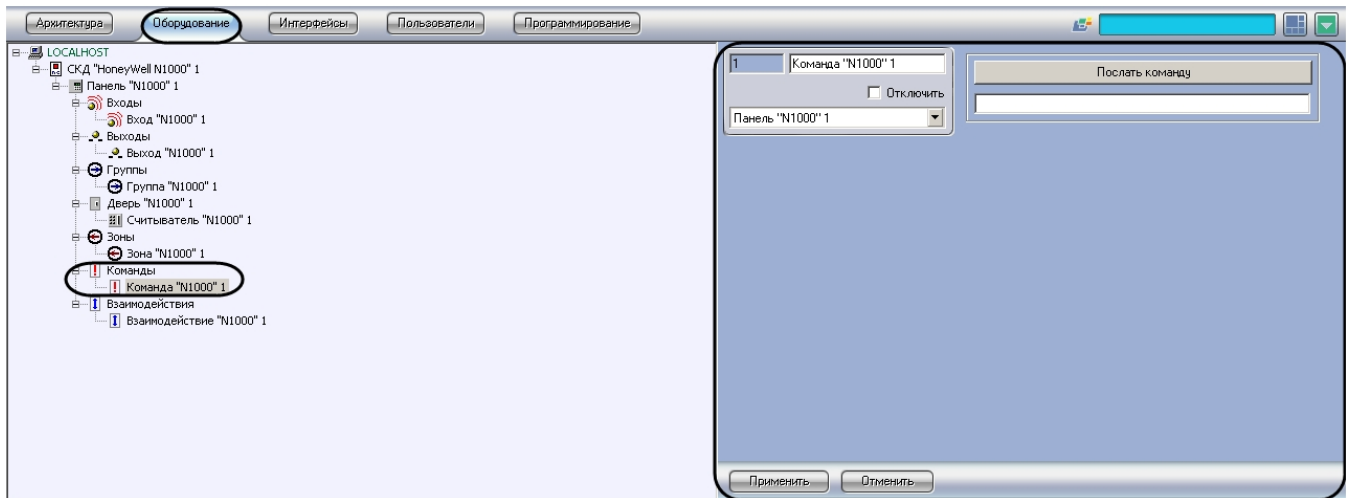 Архитектура Оборудование Интерфейсы Пользователи Программирование
LOCALHOST
СКД "HoneyWell N1000" 1
Панель "N1000" 1
Входы
Вход "N1000" 1
Выходы
Выход "N1000" 1
Группы
Группа "N1000" 1
Дверь "N1000" 1
Считыватель "N1000" 1
Зоны
Зона "N1000" 1
Команды
Команда "N1000" 1
Взаимодействия
Взаимодействие "N1000" 1
1 Команда "N1000" 1
Отключить
Панель "N1000" 1
Послать команду
Применить Отменить